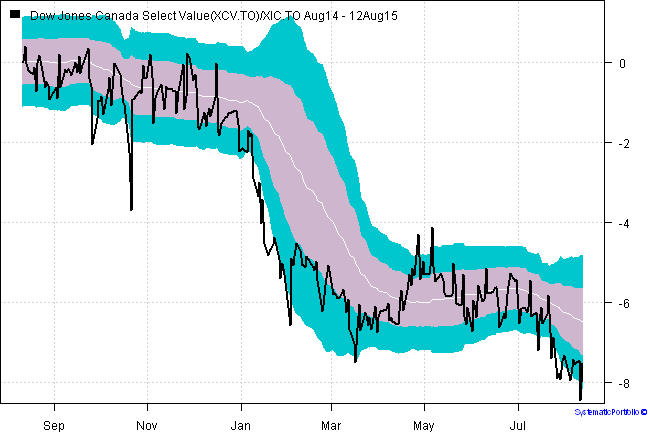 Dow Jones Canada Select Value(XCV.TO)/XIC.TO Aug14 - 12Aug15
0
-2
-4
-6
-8
Sep Nov Jan Mar May Jul
SystematicPortfolio ©